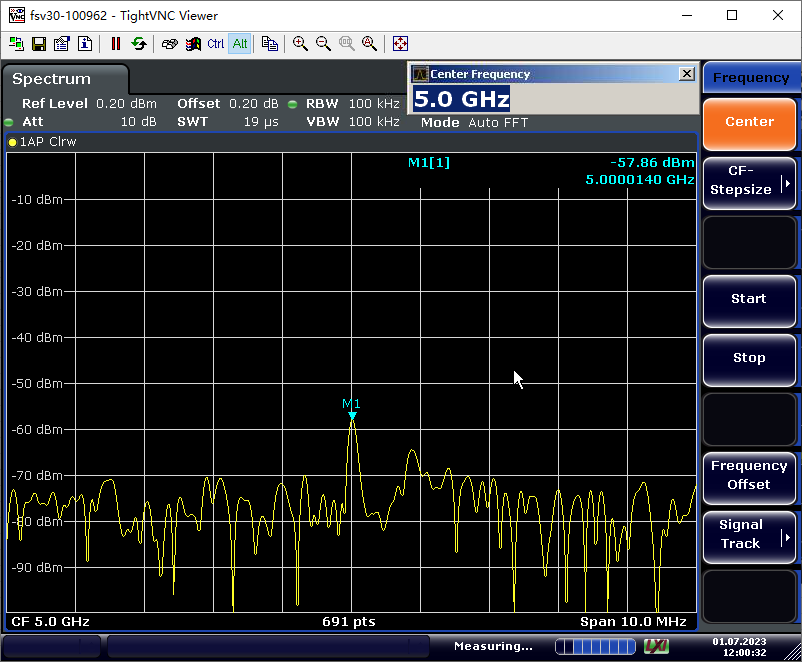 fsv30-100962 - TightVNC Viewer
Ctrl Alt
Spectrum
Center Frequency
5.0 GHz
Ref Level 0.20 dBm Offset 0.20 dB RBW 100 kHz
Att 10 dB SWT 19 µs VBW 100 kHz Mode Auto FFT
1AP Clrw
M1[1] -57.86 dBm
5.0000140 GHz
-10 dBm
-20 dBm
-30 dBm
-40 dBm
-50 dBm
M1
-60 dBm
-70 dBm
-80 dBm
-90 dBm
CF 5.0 GHz 691 pts Span 10.0 MHz
Frequency
Center
CF-
Stepsize
Start
Stop
Frequency
Offset
Signal
Track
Measuring...
LXI
01.07.2023
12:00:32